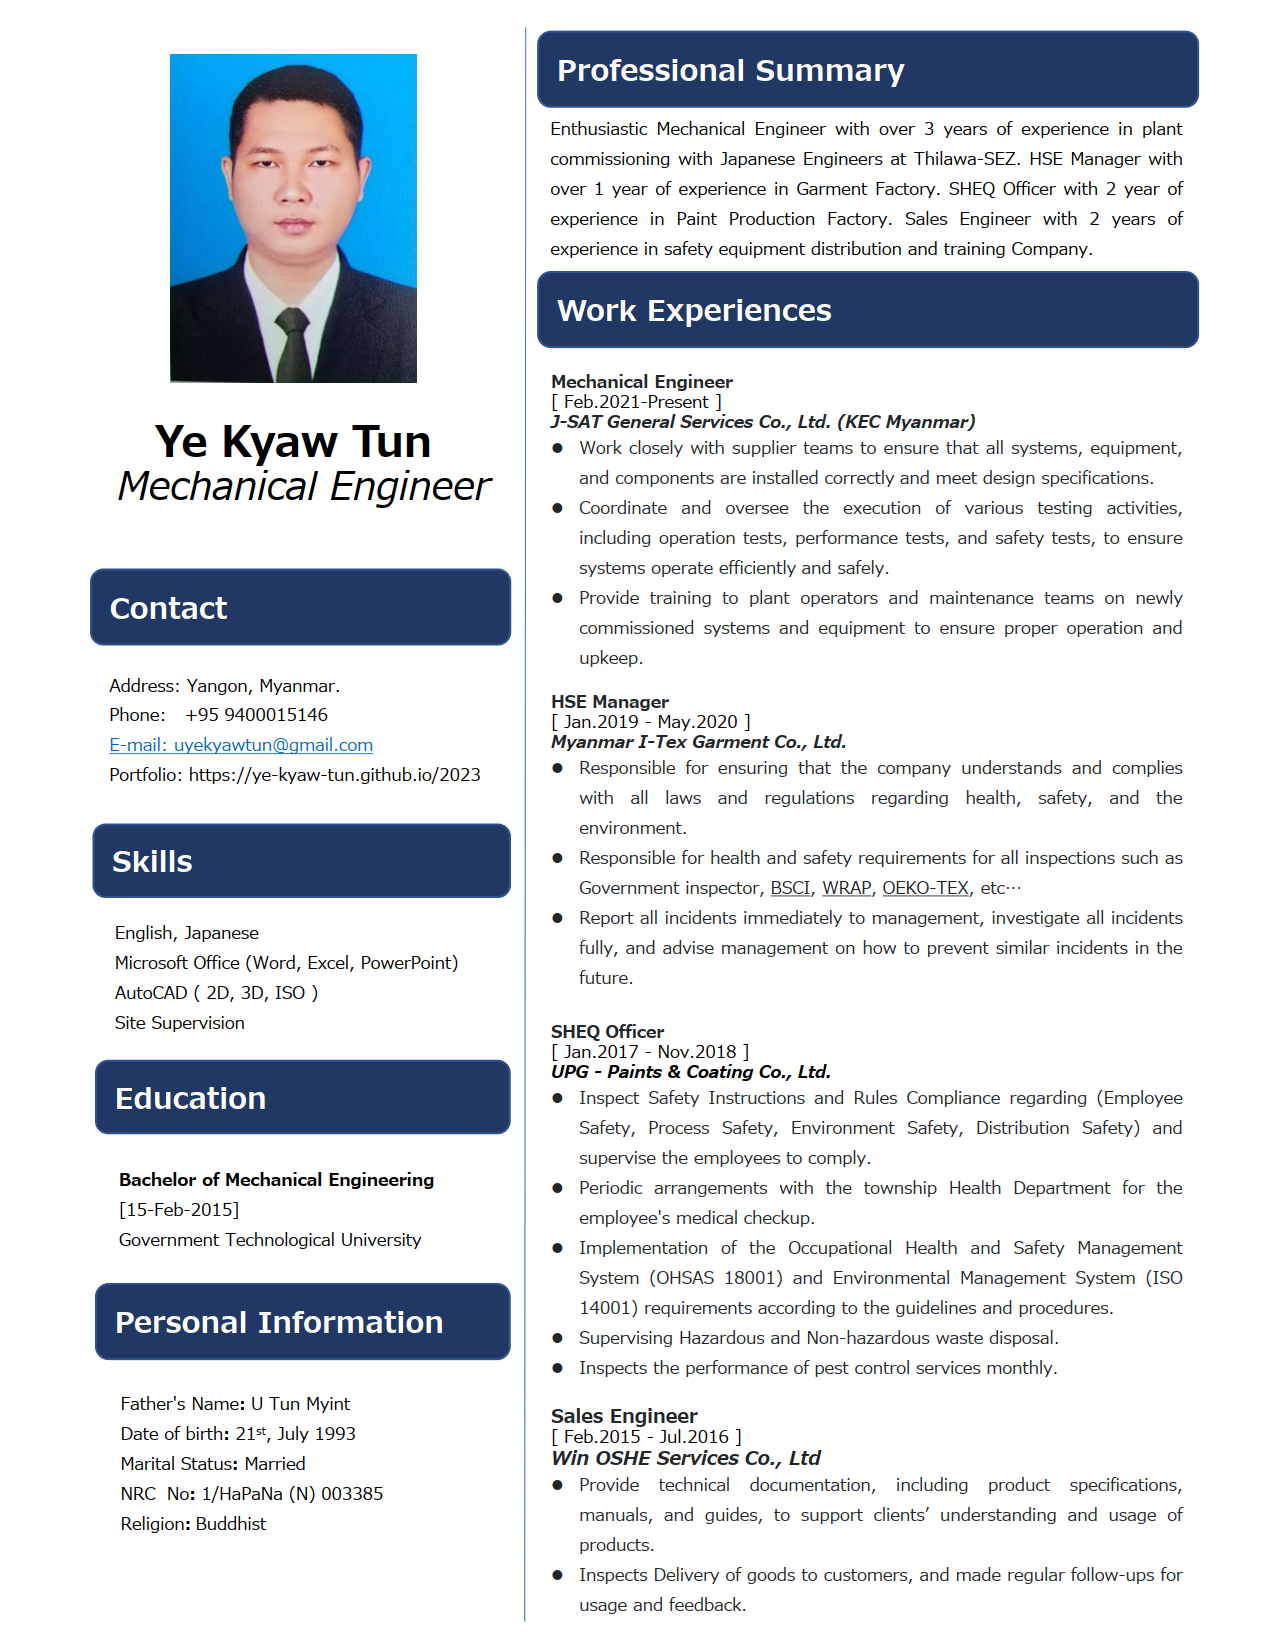 Ye Kyaw Tun
Mechanical Engineer
Contact
Address: Yangon, Myanmar.
Phone: +95 9400015146
E-mail: uyekyawtun@gmail.com
Portfolio: https://ye-kyaw-tun.github.io/2023
Skills
English, Japanese
Microsoft Office (Word, Excel, PowerPoint)
AutoCAD ( 2D, 3D, ISO )
Site Supervision
Education
Bachelor of Mechanical Engineering
[15-Feb-2015]
Government Technological University
Personal Information
Father's Name: U Tun Myint
Date of birth: 21st, July 1993
Marital Status: Married
NRC No: 1/HaPaNa (N) 003385
Religion: Buddhist
Professional Summary
Enthusiastic Mechanical Engineer with over 3 years of experience in plant
commissioning with Japanese Engineers at Thilawa-SEZ. HSE Manager with
over 1 year of experience in Garment Factory. SHEQ Officer with 2 year of
experience in Paint Production Factory. Sales Engineer with 2 years of
experience in safety equipment distribution and training Company.
Work Experiences
Mechanical Engineer
[ Feb.2021-Present ]
J-SAT General Services Co., Ltd. (KEC Myanmar)
● Work closely with supplier teams to ensure that all systems, equipment,
and components are installed correctly and meet design specifications.
● Coordinate and oversee the execution of various testing activities,
including operation tests, performance tests, and safety tests, to ensure
systems operate efficiently and safely.
● Provide training to plant operators and maintenance teams on newly
commissioned systems and equipment to ensure proper operation and
upkeep.
HSE Manager
[ Jan.2019 - May.2020 ]
Myanmar I-Tex Garment Co., Ltd.
● Responsible for ensuring that the company understands and complies
with all laws and regulations regarding health, safety, and the
environment.
● Responsible for health and safety requirements for all inspections such as
Government inspector, BSCI, WRAP, OEKO-TEX, etc…
● Report all incidents immediately to management, investigate all incidents
fully, and advise management on how to prevent similar incidents in the
future.
SHEQ Officer
[ Jan.2017 - Nov.2018 ]
UPG - Paints & Coating Co., Ltd.
● Inspect Safety Instructions and Rules Compliance regarding (Employee
Safety, Process Safety, Environment Safety, Distribution Safety) and
supervise the employees to comply.
● Periodic arrangements with the township Health Department for the
employee's medical checkup.
● Implementation of the Occupational Health and Safety Management
System (OHSAS 18001) and Environmental Management System (ISO
14001) requirements according to the guidelines and procedures.
● Supervising Hazardous and Non-hazardous waste disposal.
● Inspects the performance of pest control services monthly.
Sales Engineer
[ Feb.2015 - Jul.2016 ]
Win OSHE Services Co., Ltd
● Provide technical documentation, including product specifications,
manuals, and guides, to support clients’ understanding and usage of
products.
● Inspects Delivery of goods to customers, and made regular follow-ups for
usage and feedback.